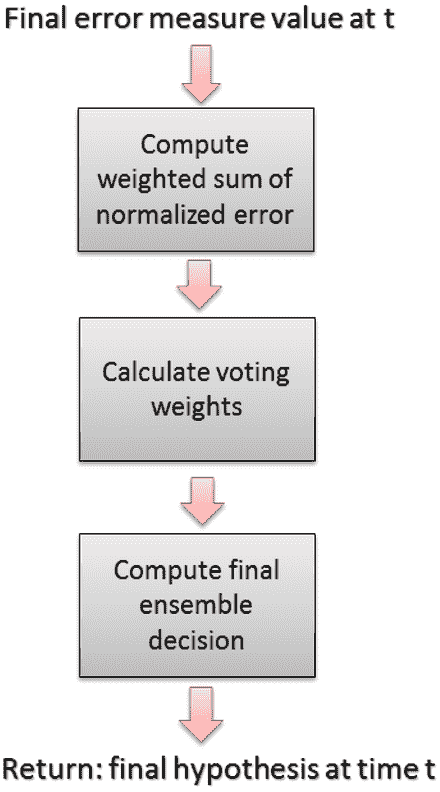 Final error measure value at t
Compute
weighted sum of
normalized error
Calculate voting
weights
Compute final
ensemble
decision
Return: final hypothesis at time t